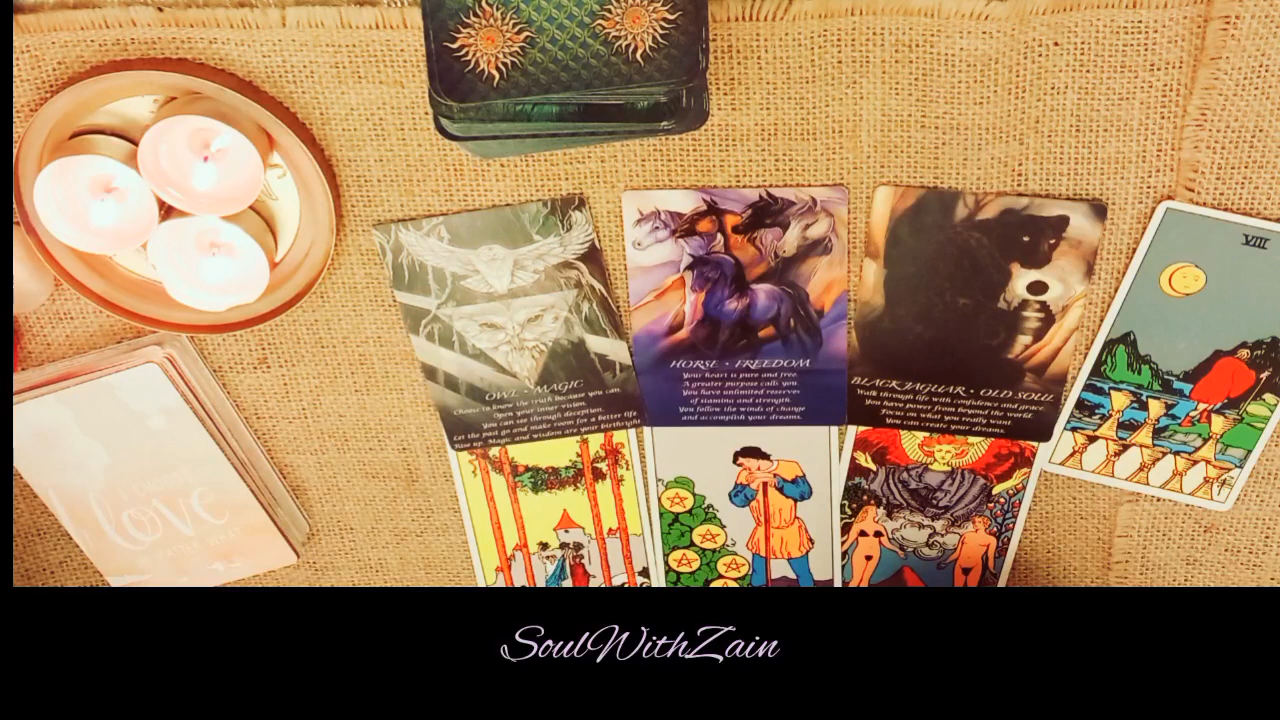 OWL • MAGIC
Choose to know the truth because you can.
Open your inner vision.
You can see through deception.
Let the past go and make room for a better life
Rise up. Magic and wisdom are your birthright
HORSE • FREEDOM
Your heart is pure and free.
A greater purpose calls you.
You have unlimited reserves
of stamina and strength.
You follow the winds of change
and accomplish your dreams.
BLACK JAGUAR • OLD SOUL
Walk through life with confidence and grace.
You have power from beyond the world.
Focus on what you really want.
You can create your dreams.
VIII
love
SoulWithZain